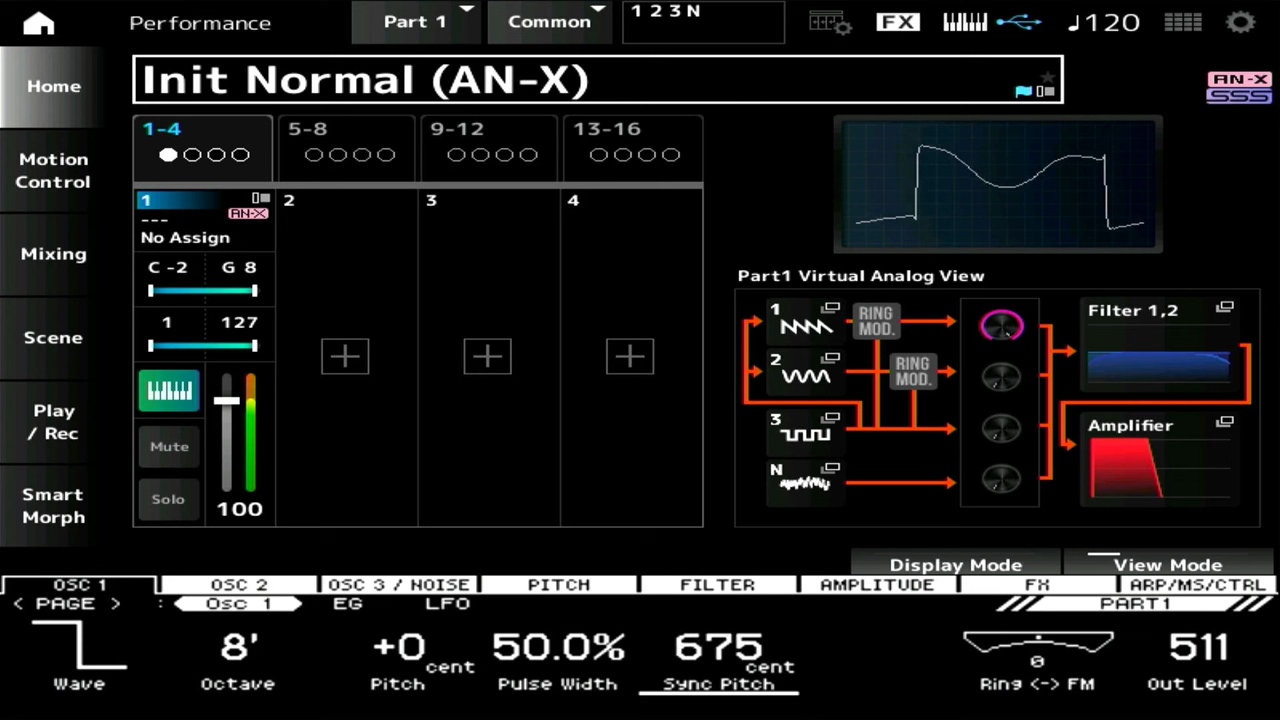 Performance
Part 1
Common
1 2 3 N
FX
♩120
Home
Init Normal (AN-X)
AN-X
SSS
1-4
5-8
9-12
13-16
Motion
Control
1
2
3
4
AN-X
---
No Assign
C -2
G 8
1
127
Mixing
Scene
Play
/ Rec
Smart
Morph
Mute
Solo
100
Part1 Virtual Analog View
1
RING
MOD.
2
RING
MOD.
3
N
Filter 1,2
Amplifier
Display Mode
View Mode
OSC 1
OSC 2
OSC 3 / NOISE
PITCH
FILTER
AMPLITUDE
FX
ARP/MS/CTRL
< PAGE > :
Osc 1
EG
LFO
PART1
8'
+0 cent
50.0%
675 cent
0
511
Wave
Octave
Pitch
Pulse Width
Sync Pitch
Ring <-> FM
Out Level